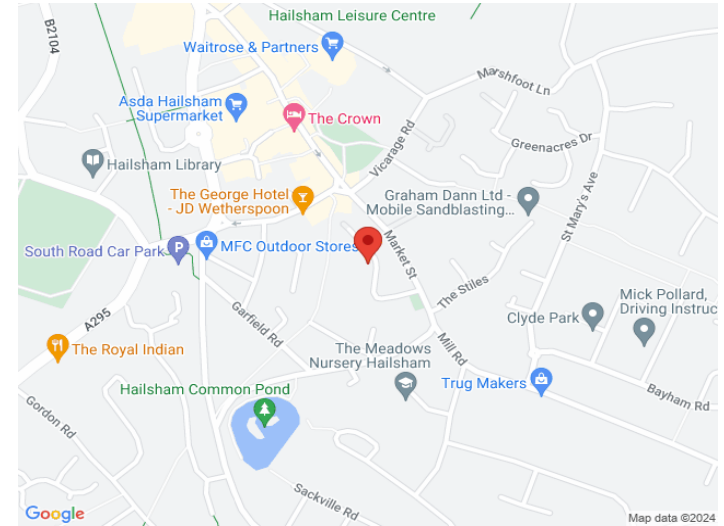 Hailsham Leisure Centre
B2104
Waitrose & Partners
Marshfoot Ln
Asda Hailsham
Supermarket
The Crown
Greenacres Dr
Vicarage Rd
Hailsham Library
The George Hotel
- JD Wetherspoon
Graham Dann Ltd -
Mobile Sandblasting...
St Mary's Ave
South Road Car Park
P
MFC Outdoor Stores
Market St
The Stiles
A295
Garfield Rd
Clyde Park
Mick Pollard,
Driving Instruc
The Royal Indian
The Meadows
Nursery Hailsham
Mill Rd
Trug Makers
Bayham Rd
Hailsham Common Pond
Gordon Rd
Sackville Rd
Google
Map data ©2024